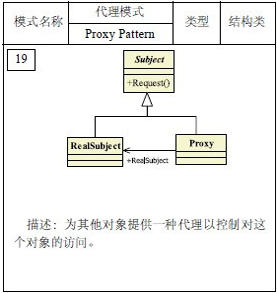 模式名称
代理模式
Proxy Pattern
类型
结构类
19
Subject
+Request()
RealSubject
Proxy
+RealSubject
描述：为其他对象提供一种代理以控制对这
个对象的访问。